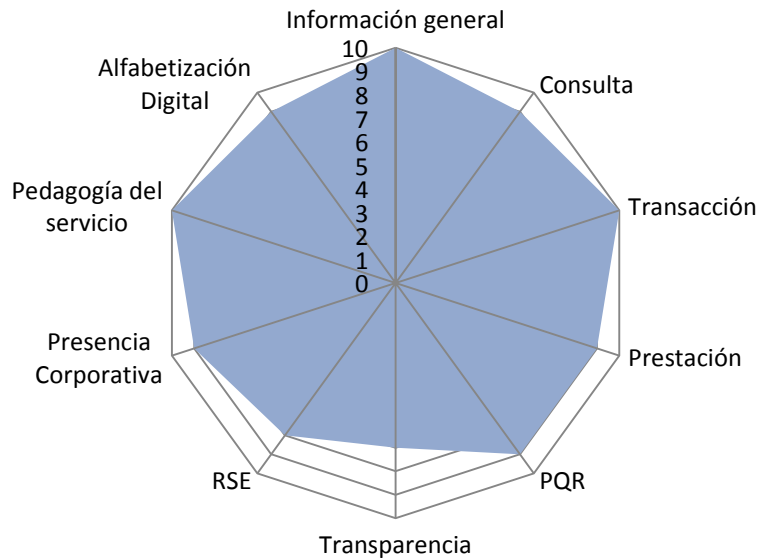 Información general
10
9
8
7
6
5
4
3
2
1
0
Consulta
Transacción
Prestación
PQR
Transparencia
RSE
Presencia
Corporativa
Pedagogía del
servicio
Alfabetización
Digital